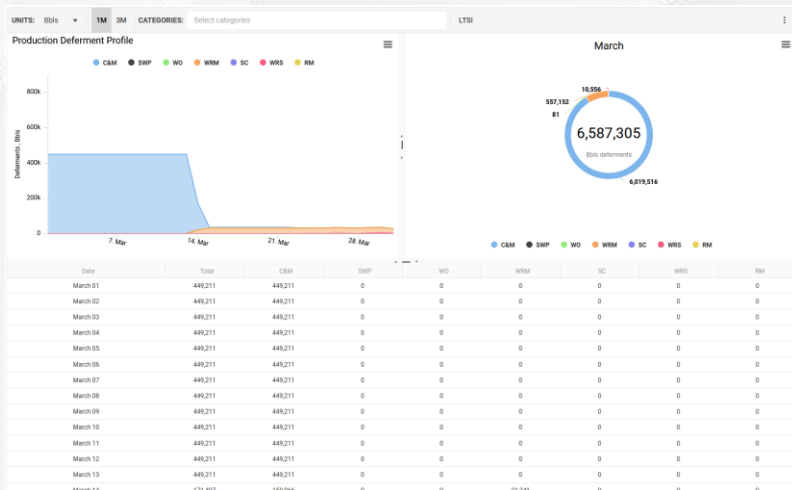 UNITS: Bbls 1M 3M CATEGORIES: Select categories LTSI
Production Deferment Profile
C&M SWP WO WRM SC WRS RM
Deferments, Bbls
800k
600k
400k
200k
0
7. Mar 14. Mar 21. Mar 28. Mar
March
10,556
557,152
81
6,587,305
Bbls deferments
6,019,516
C&M SWP WO WRM SC WRS RM
Date Total C&M SWP WO WRM SC WRS RM
March 01 449,211 449,211 0 0 0 0 0 0
March 02 449,211 449,211 0 0 0 0 0 0
March 03 449,211 449,211 0 0 0 0 0 0
March 04 449,211 449,211 0 0 0 0 0 0
March 05 449,211 449,211 0 0 0 0 0 0
March 06 449,211 449,211 0 0 0 0 0 0
March 07 449,211 449,211 0 0 0 0 0 0
March 08 449,211 449,211 0 0 0 0 0 0
March 09 449,211 449,211 0 0 0 0 0 0
March 10 449,211 449,211 0 0 0 0 0 0
March 11 449,211 449,211 0 0 0 0 0 0
March 12 449,211 449,211 0 0 0 0 0 0
March 13 449,211 449,211 0 0 0 0 0 0
March 14